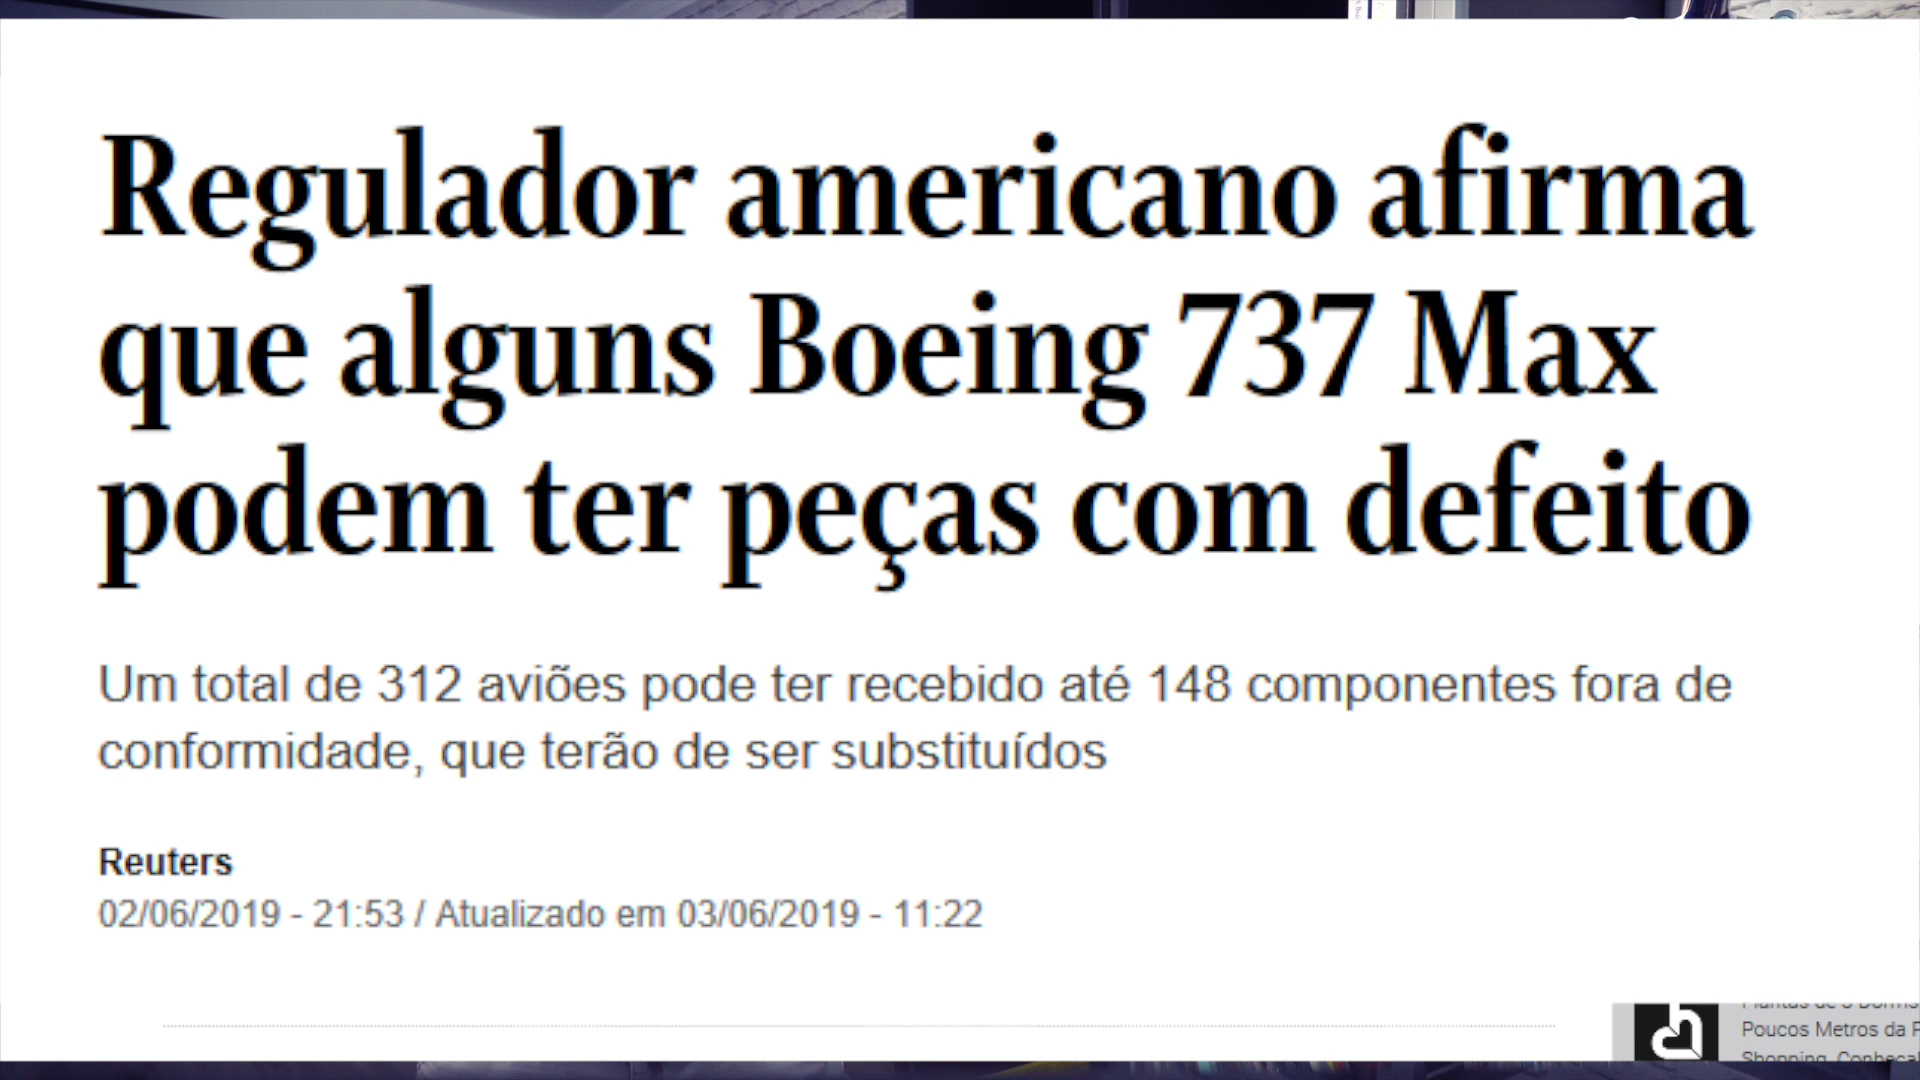 Regulador americano afirma
que alguns Boeing 737 Max
podem ter peças com defeito
Um total de 312 aviões pode ter recebido até 148 componentes fora de
conformidade, que terão de ser substituídos
Reuters
02/06/2019 - 21:53 / Atualizado em 03/06/2019 - 11:22
Poucos Metros da
Shopping. Conheça